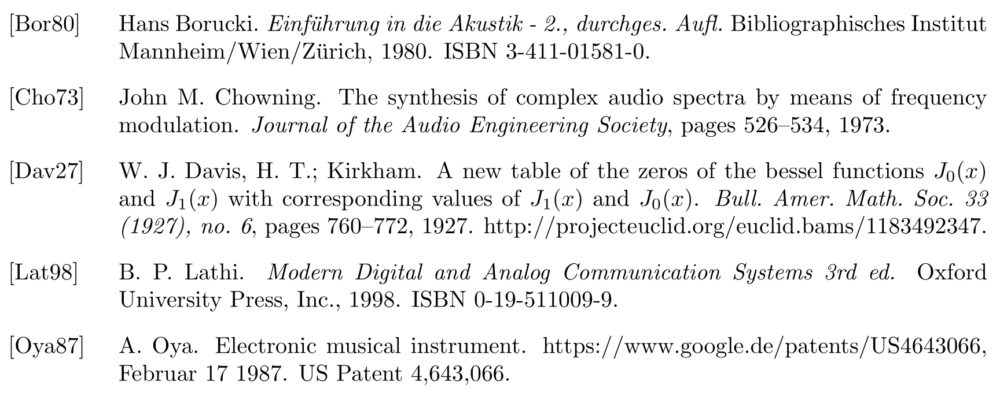 [Bor80] Hans Borucki. Einführung in die Akustik - 2., durchges. Aufl. Bibliographisches Institut
Mannheim/Wien/Zürich, 1980. ISBN 3-411-01581-0.
[Cho73] John M. Chowning. The synthesis of complex audio spectra by means of frequency
modulation. Journal of the Audio Engineering Society, pages 526–534, 1973.
[Dav27] W. J. Davis, H. T.; Kirkham. A new table of the zeros of the bessel functions J₀(x)
and J₁(x) with corresponding values of J₁(x) and J₀(x). Bull. Amer. Math. Soc. 33
(1927), no. 6, pages 760–772, 1927. http://projecteuclid.org/euclid.bams/1183492347.
[Lat98] B. P. Lathi. Modern Digital and Analog Communication Systems 3rd ed. Oxford
University Press, Inc., 1998. ISBN 0-19-511009-9.
[Oya87] A. Oya. Electronic musical instrument. https://www.google.de/patents/US4643066,
Februar 17 1987. US Patent 4,643,066.